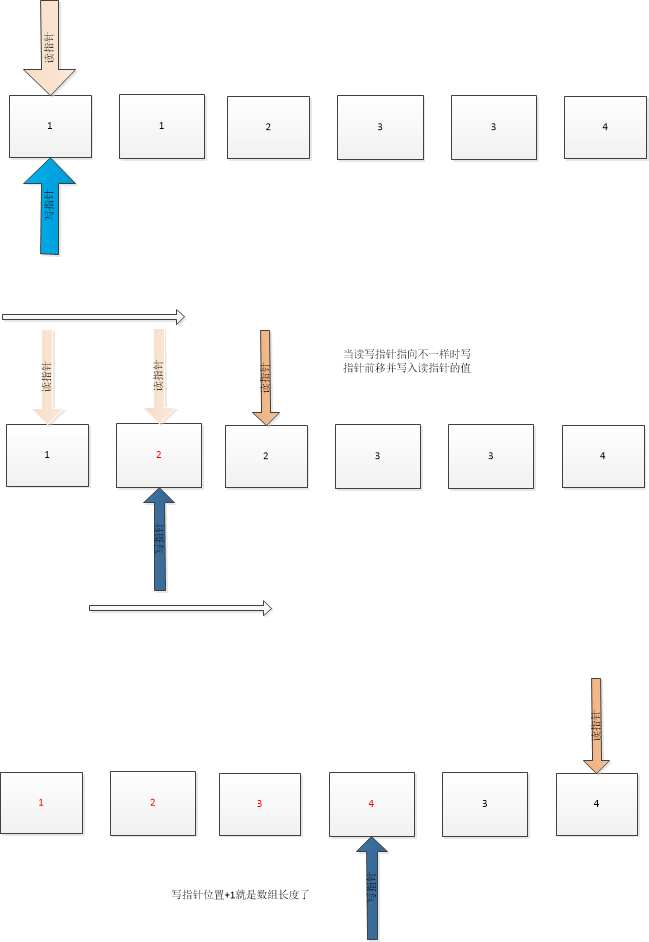 读指针
1 1 2 3 3 4
写指针
读指针 读指针 读指针
当读写指针指向不一样时写
指针前移并写入读指针的值
1 2 2 3 3 4
写指针
读指针
1 2 3 4 3 4
写指针
写指针位置+1就是数组长度了